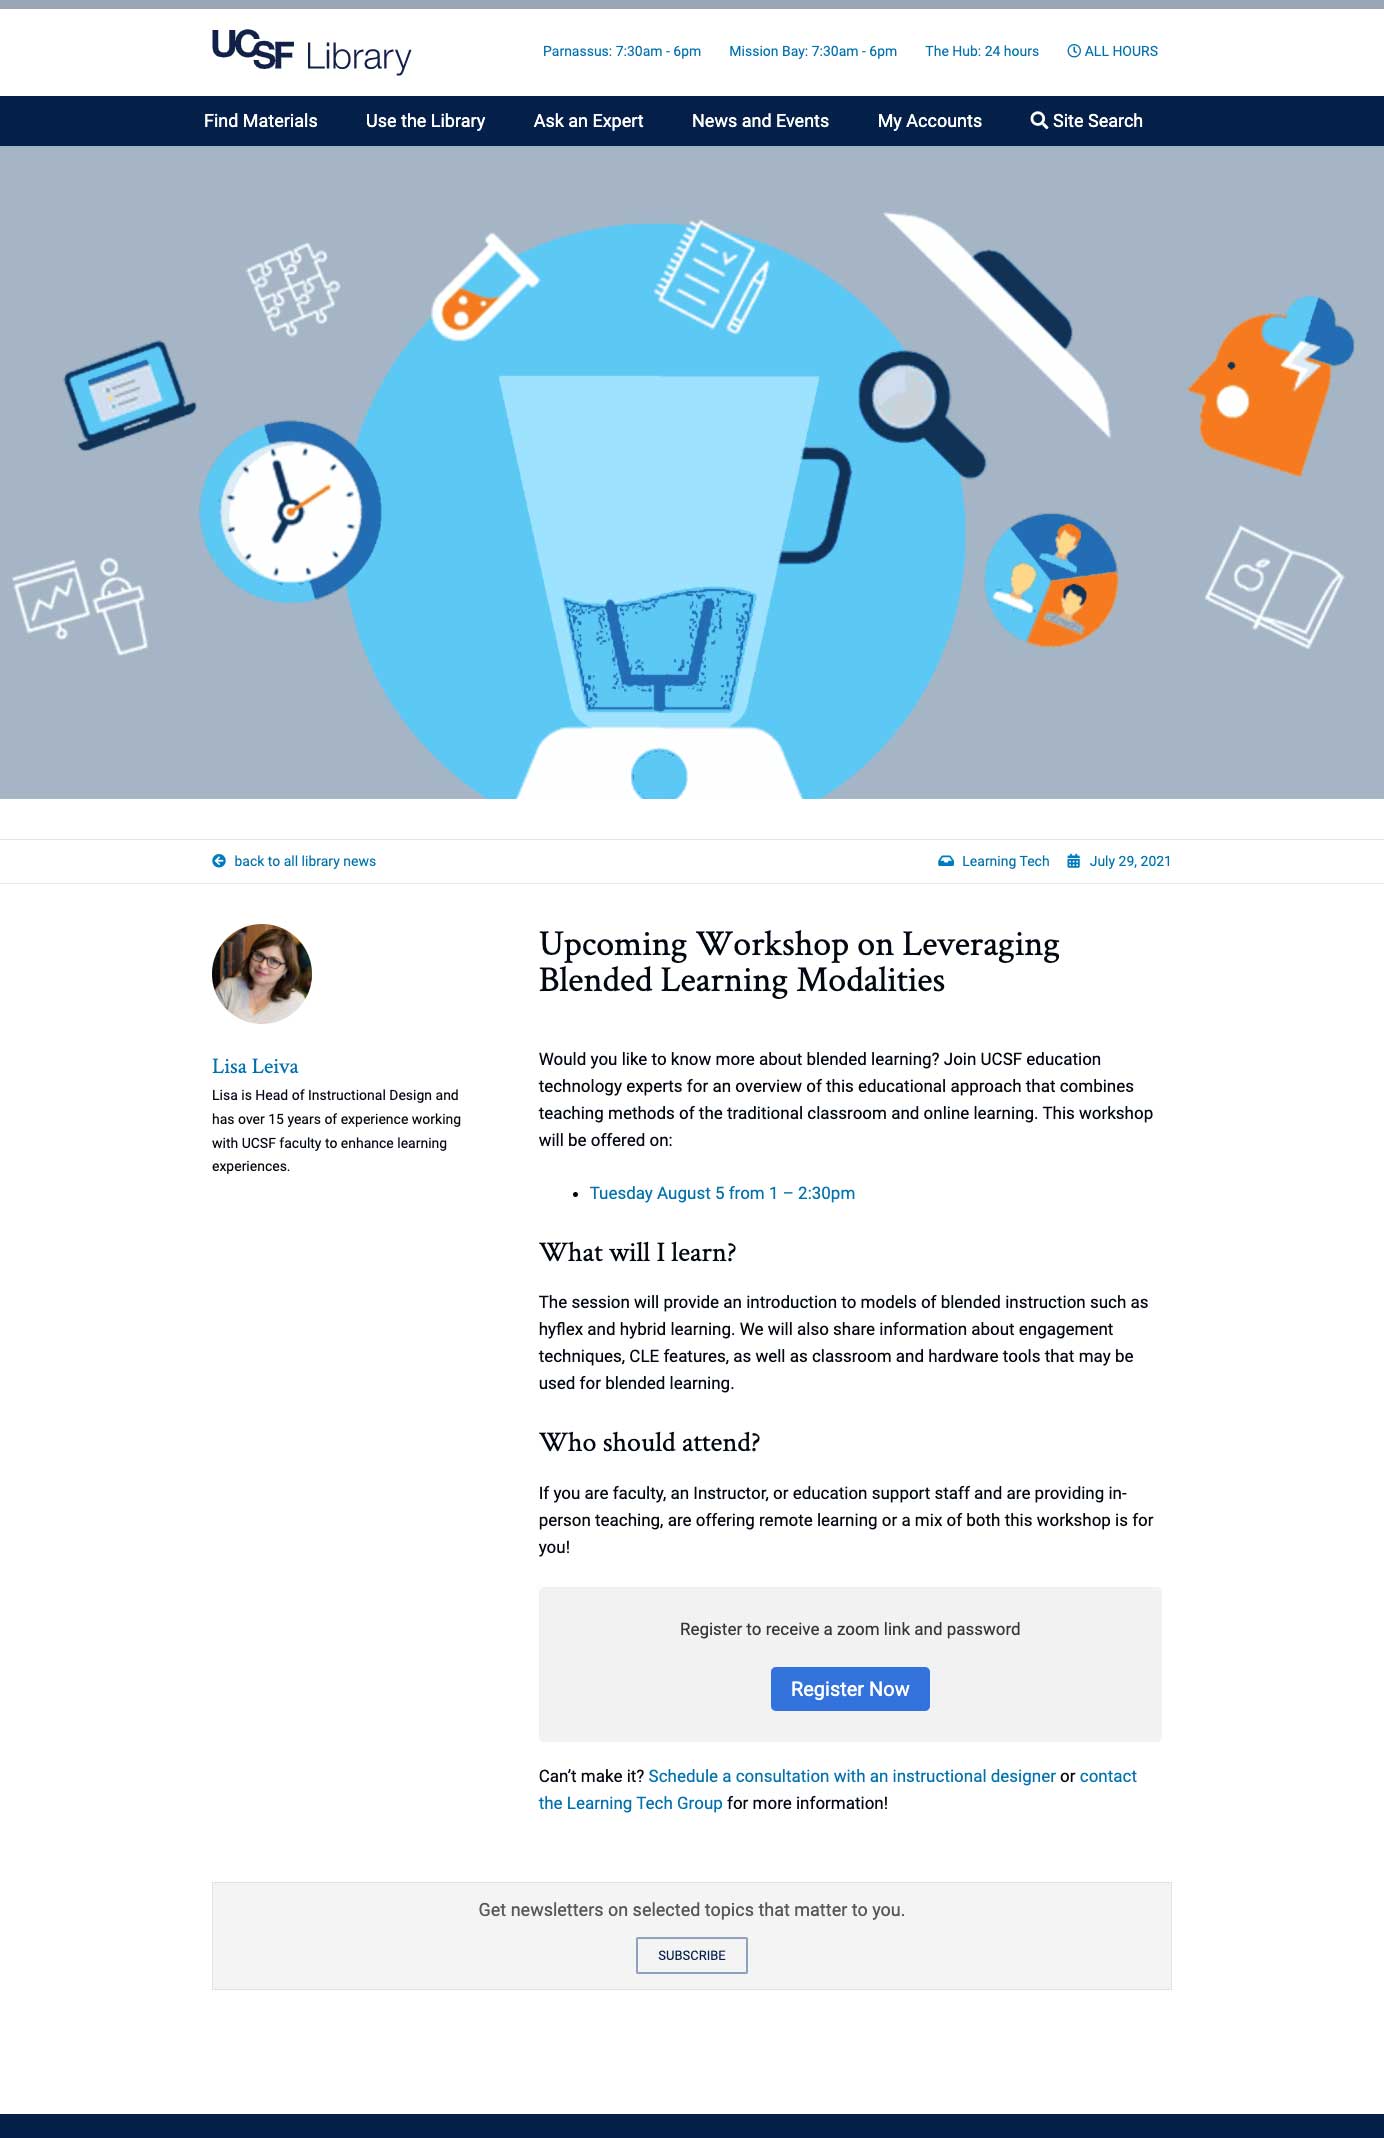 UCSF Library
Parnassus: 7:30am - 6pm
Mission Bay: 7:30am - 6pm
The Hub: 24 hours
ALL HOURS
Find Materials
Use the Library
Ask an Expert
News and Events
My Accounts
Site Search
back to all library news
Learning Tech
July 29, 2021
Lisa Leiva
Lisa is Head of Instructional Design and
has over 15 years of experience working
with UCSF faculty to enhance learning
experiences.
Upcoming Workshop on Leveraging
Blended Learning Modalities
Would you like to know more about blended learning? Join UCSF education
technology experts for an overview of this educational approach that combines
teaching methods of the traditional classroom and online learning. This workshop
will be offered on:
• Tuesday August 5 from 1 – 2:30pm
What will I learn?
The session will provide an introduction to models of blended instruction such as
hyflex and hybrid learning. We will also share information about engagement
techniques, CLE features, as well as classroom and hardware tools that may be
used for blended learning.
Who should attend?
If you are faculty, an Instructor, or education support staff and are providing in-
person teaching, are offering remote learning or a mix of both this workshop is for
you!
Register to receive a zoom link and password
Register Now
Can’t make it? Schedule a consultation with an instructional designer or contact
the Learning Tech Group for more information!
Get newsletters on selected topics that matter to you.
SUBSCRIBE